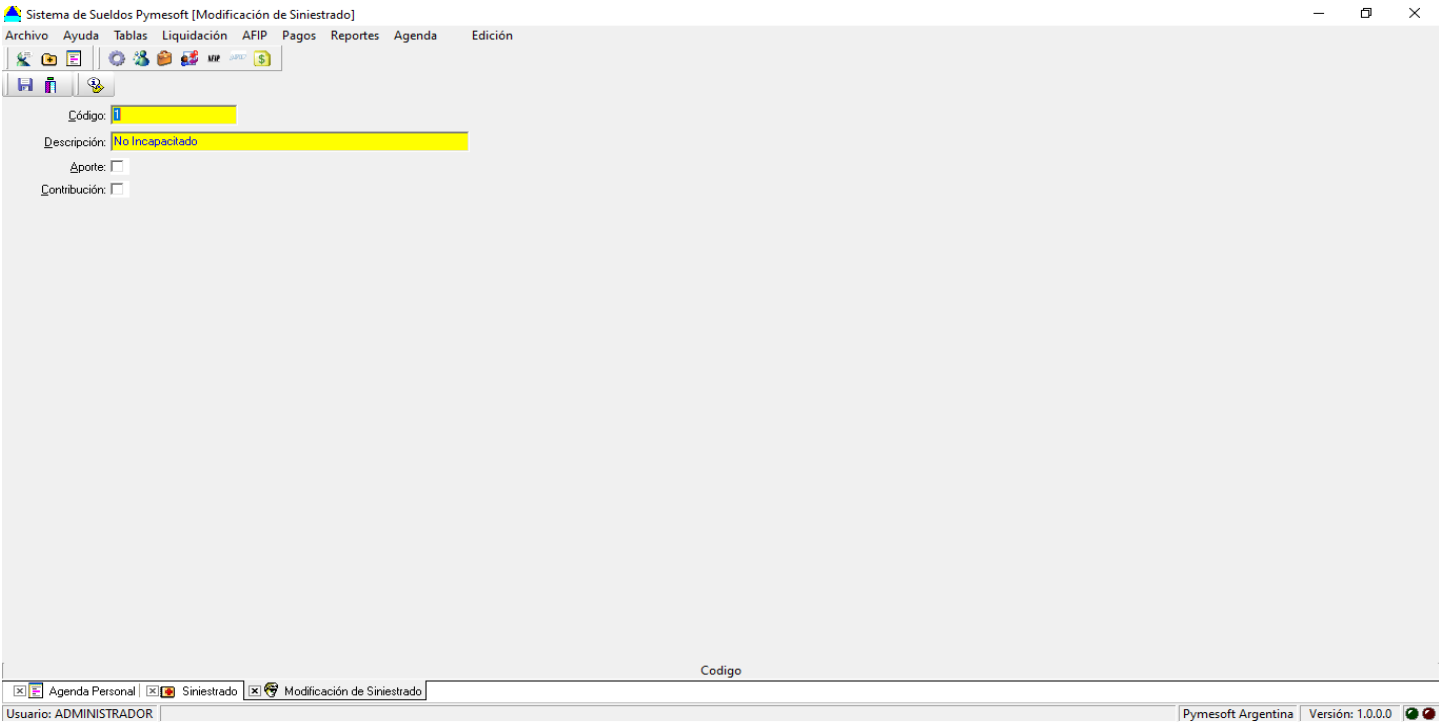 Sistema de Sueldos Pymesoft [Modificación de Siniestrado]
Archivo Ayuda Tablas Liquidación AFIP Pagos Reportes Agenda Edición
AFIP
Código: 1
Descripción: No Incapacitado
Aporte:
Contribución:
Codigo
Agenda Personal Siniestrado Modificación de Siniestrado
Usuario: ADMINISTRADOR Pymesoft Argentina Versión: 1.0.0.0